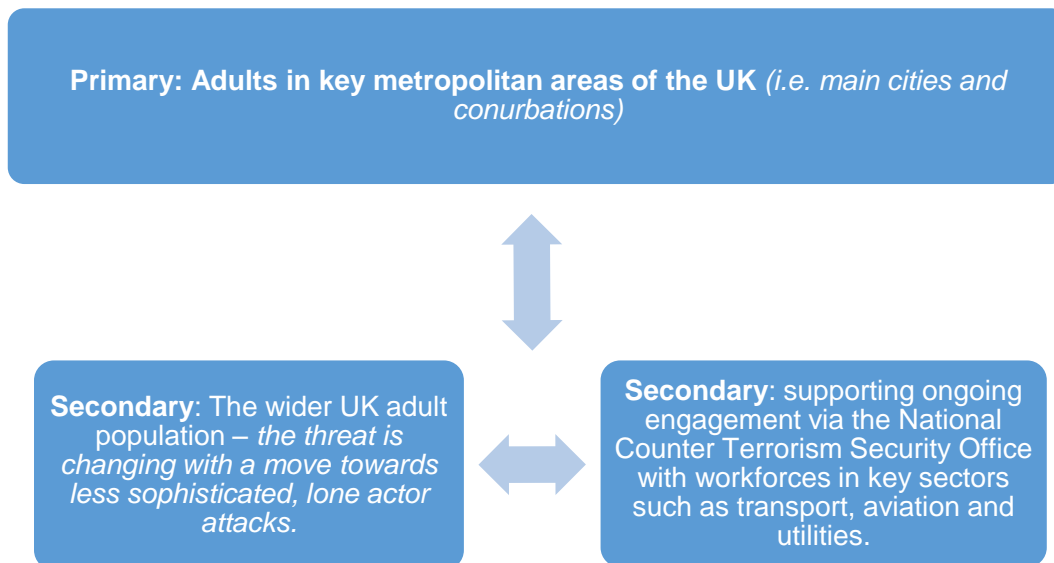 Primary: Adults in key metropolitan areas of the UK (i.e. main cities and
conurbations)
Secondary: The wider UK adult
population – the threat is
changing with a move towards
less sophisticated, lone actor
attacks.
Secondary: supporting ongoing
engagement via the National
Counter Terrorism Security Office
with workforces in key sectors
such as transport, aviation and
utilities.